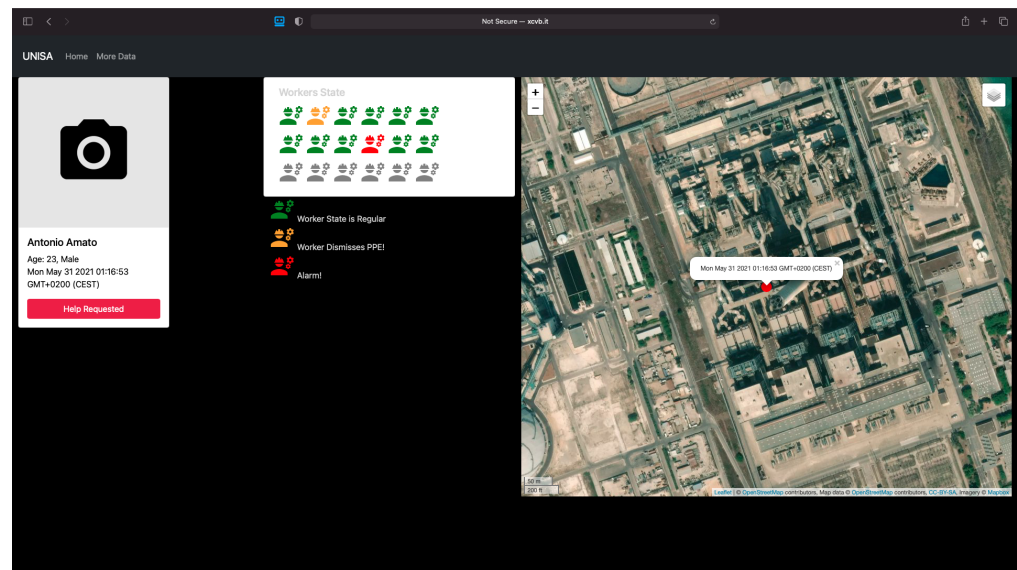 Not Secure — xcvb.it
UNISA Home More Data
Antonio Amato
Age: 23, Male
Mon May 31 2021 01:16:53
GMT+0200 (CEST)
Help Requested
Workers State
Worker State is Regular
Worker Dismisses PPE!
Alarm!
+
−
Mon May 31 2021 01:16:53 GMT+0200 (CEST) ×
50 m
200 ft
Leaflet | © OpenStreetMap contributors, Map data © OpenStreetMap contributors, CC-BY-SA, Imagery © Mapbox